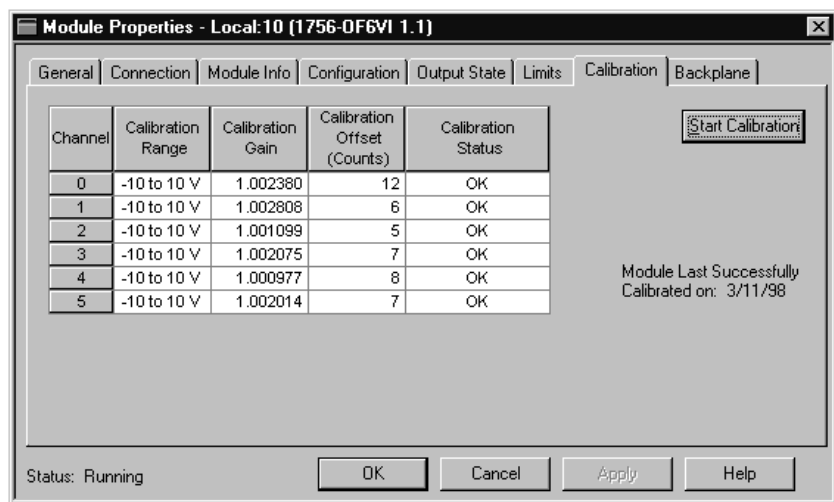 Module Properties - Local:10 (1756-OF6VI 1.1)
General Connection Module Info Configuration Output State Limits Calibration Backplane
Channel Calibration Range Calibration Gain Calibration Offset (Counts) Calibration Status
Start Calibration
0 -10 to 10 V 1.002380 12 OK
1 -10 to 10 V 1.002808 6 OK
2 -10 to 10 V 1.001099 5 OK
3 -10 to 10 V 1.002075 7 OK
4 -10 to 10 V 1.000977 8 OK
5 -10 to 10 V 1.002014 7 OK
Module Last Successfully
Calibrated on: 3/11/98
Status: Running
OK Cancel Apply Help